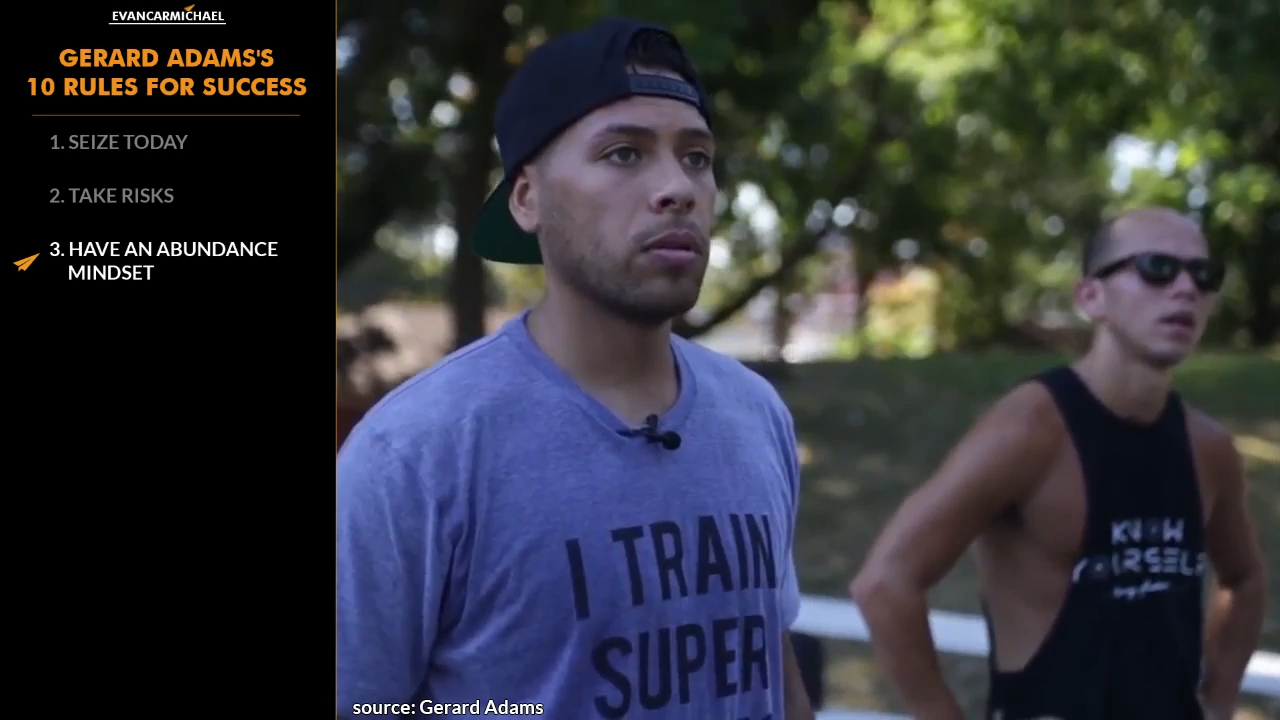 EVANCARMICHAEL
GERARD ADAMS'S
10 RULES FOR SUCCESS
1. SEIZE TODAY
2. TAKE RISKS
3. HAVE AN ABUNDANCE
MINDSET
I TRAIN
SUPER
KNOW
YOURSELF
source: Gerard Adams